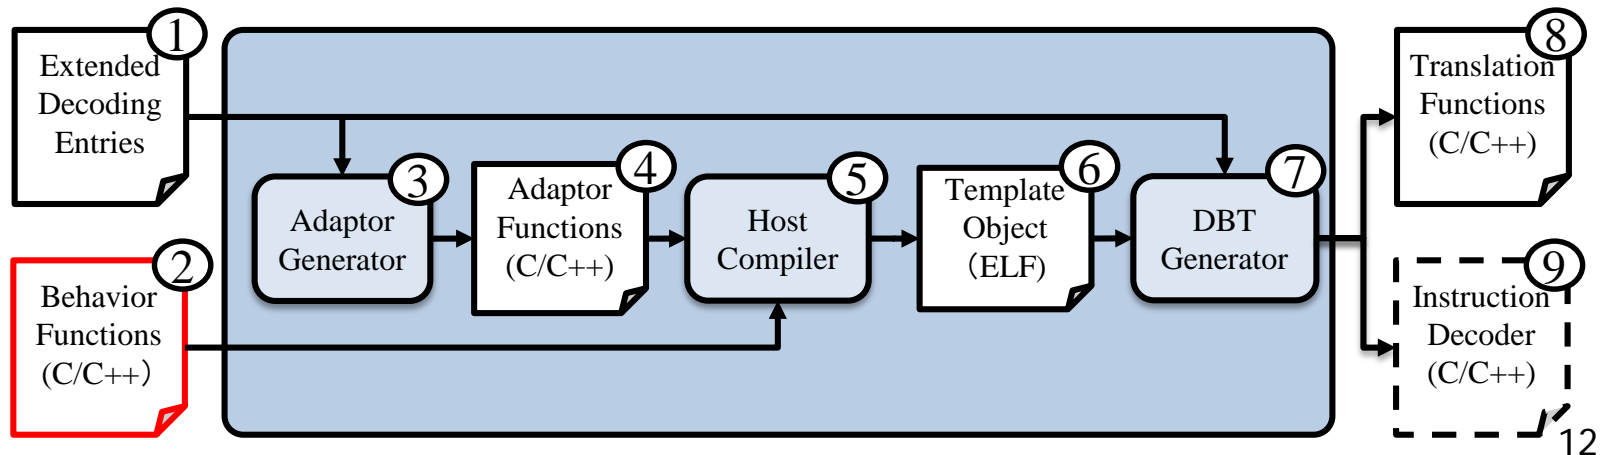 1
Extended
Decoding
Entries
2
Behavior
Functions
(C/C++）
3
Adaptor
Generator
4
Adaptor
Functions
(C/C++)
5
Host
Compiler
6
Template
Object
（ELF)
7
DBT
Generator
8
Translation
Functions
(C/C++)
9
Instruction
Decoder
(C/C++)
12